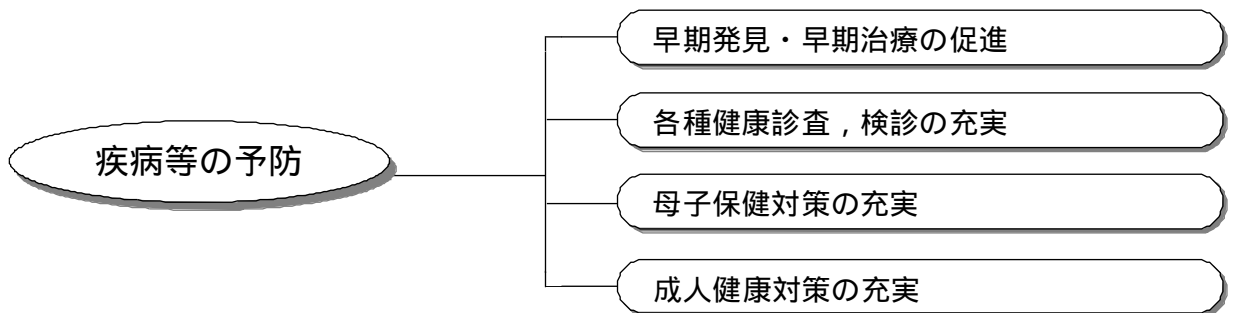 疾病等の予防
早期発見・早期治療の促進
各種健康診査，検診の充実
母子保健対策の充実
成人健康対策の充実